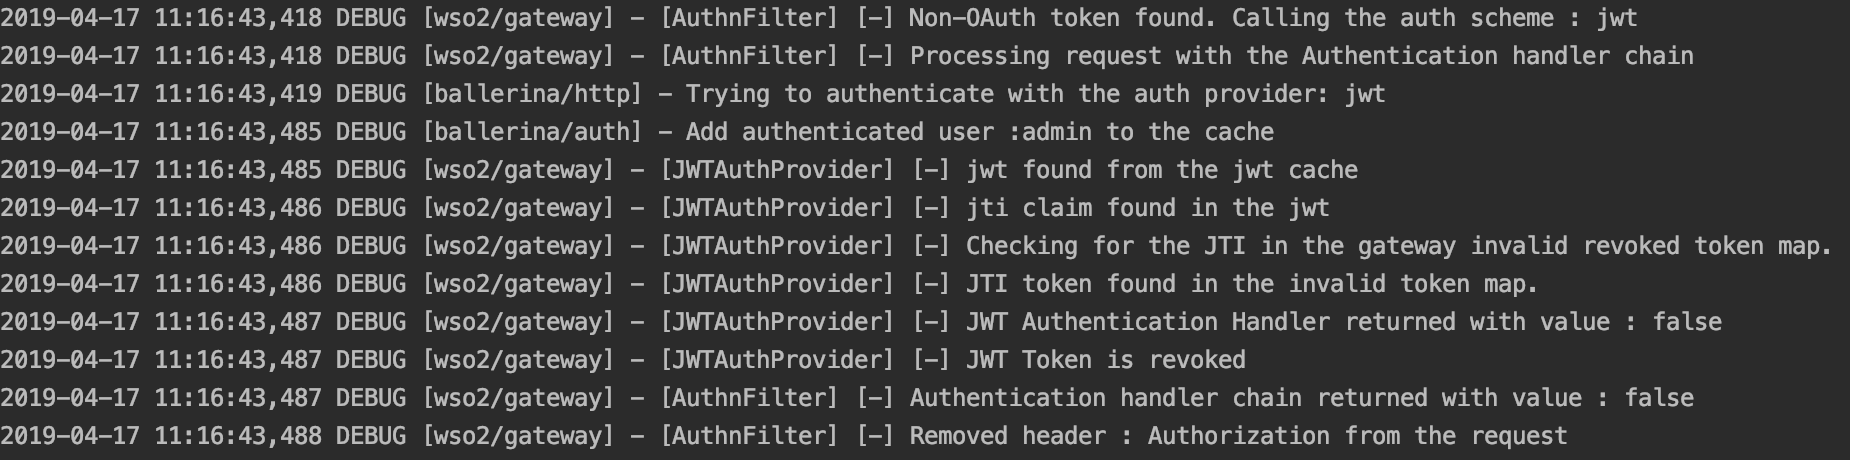 2019-04-17 11:16:43,418 DEBUG [wso2/gateway] - [AuthnFilter] [-] Non-OAuth token found. Calling the auth scheme : jwt
2019-04-17 11:16:43,418 DEBUG [wso2/gateway] - [AuthnFilter] [-] Processing request with the Authentication handler chain
2019-04-17 11:16:43,419 DEBUG [ballerina/http] - Trying to authenticate with the auth provider: jwt
2019-04-17 11:16:43,485 DEBUG [ballerina/auth] - Add authenticated user :admin to the cache
2019-04-17 11:16:43,485 DEBUG [wso2/gateway] - [JWTAuthProvider] [-] jwt found from the jwt cache
2019-04-17 11:16:43,486 DEBUG [wso2/gateway] - [JWTAuthProvider] [-] jti claim found in the jwt
2019-04-17 11:16:43,486 DEBUG [wso2/gateway] - [JWTAuthProvider] [-] Checking for the JTI in the gateway invalid revoked token map.
2019-04-17 11:16:43,486 DEBUG [wso2/gateway] - [JWTAuthProvider] [-] JTI token found in the invalid token map.
2019-04-17 11:16:43,487 DEBUG [wso2/gateway] - [JWTAuthProvider] [-] JWT Authentication Handler returned with value : false
2019-04-17 11:16:43,487 DEBUG [wso2/gateway] - [JWTAuthProvider] [-] JWT Token is revoked
2019-04-17 11:16:43,487 DEBUG [wso2/gateway] - [AuthnFilter] [-] Authentication handler chain returned with value : false
2019-04-17 11:16:43,488 DEBUG [wso2/gateway] - [AuthnFilter] [-] Removed header : Authorization from the request